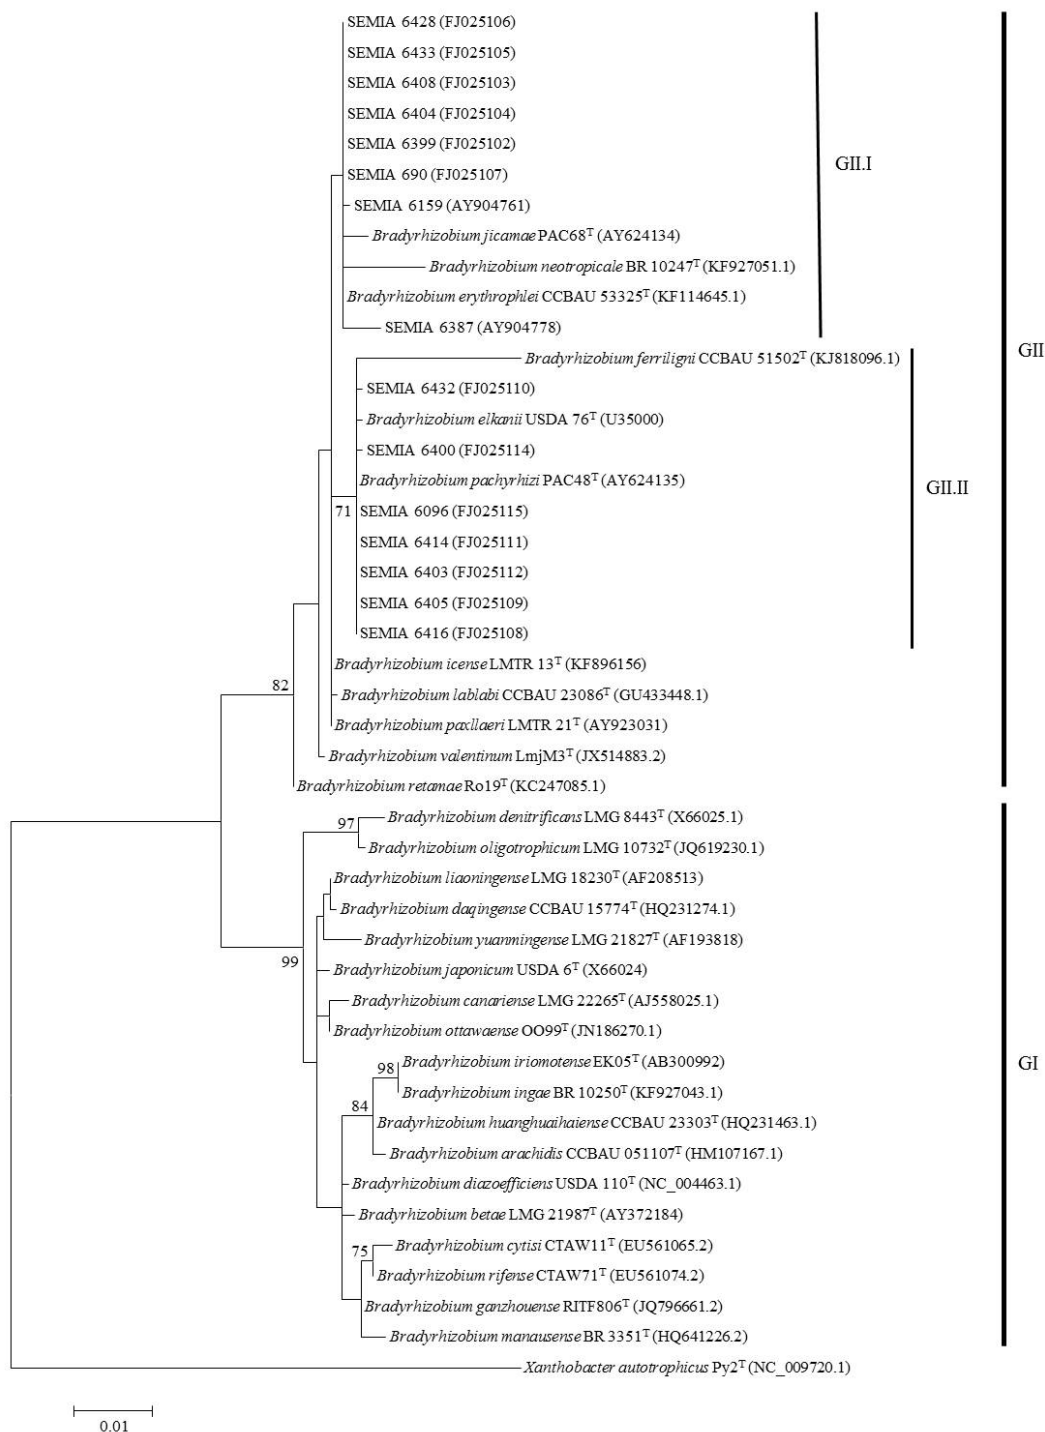 SEMIA 6428 (FJ025106)
SEMIA 6433 (FJ025105)
SEMIA 6408 (FJ025103)
SEMIA 6404 (FJ025104)
SEMIA 6399 (FJ025102)
GII.I
SEMIA 690 (FJ025107)
SEMIA 6159 (AY904761)
Bradyrhizobium jicamae PAC68ᵀ (AY624134)
Bradyrhizobium neotropicale BR 10247ᵀ (KF927051.1)
Bradyrhizobium erythrophlei CCBAU 53325ᵀ (KF114645.1)
SEMIA 6387 (AY904778)
GII
Bradyrhizobium ferriligni CCBAU 51502ᵀ (KJ818096.1)
SEMIA 6432 (FJ025110)
Bradyrhizobium elkanii USDA 76ᵀ (U35000)
SEMIA 6400 (FJ025114)
Bradyrhizobium pachyrhizi PAC48ᵀ (AY624135)
GII.II
71
SEMIA 6096 (FJ025115)
SEMIA 6414 (FJ025111)
SEMIA 6403 (FJ025112)
SEMIA 6405 (FJ025109)
SEMIA 6416 (FJ025108)
Bradyrhizobium icense LMTR 13ᵀ (KF896156)
82
Bradyrhizobium lablabi CCBAU 23086ᵀ (GU433448.1)
Bradyrhizobium paxllaeri LMTR 21ᵀ (AY923031)
Bradyrhizobium valentinum LmjM3ᵀ (JX514883.2)
Bradyrhizobium retamae Ro19ᵀ (KC247085.1)
Bradyrhizobium denitrificans LMG 8443ᵀ (X66025.1)
97
Bradyrhizobium oligotrophicum LMG 10732ᵀ (JQ619230.1)
Bradyrhizobium liaoningense LMG 18230ᵀ (AF208513)
Bradyrhizobium daqingense CCBAU 15774ᵀ (HQ231274.1)
Bradyrhizobium yuanmingense LMG 21827ᵀ (AF193818)
99
Bradyrhizobium japonicum USDA 6ᵀ (X66024)
Bradyrhizobium canariense LMG 22265ᵀ (AJ558025.1)
Bradyrhizobium ottawaense OO99ᵀ (JN186270.1)
Bradyrhizobium iriomotense EK05ᵀ (AB300992)
GI
98
Bradyrhizobium ingae BR 10250ᵀ (KF927043.1)
84
Bradyrhizobium huanghuaihaiense CCBAU 23303ᵀ (HQ231463.1)
Bradyrhizobium arachidis CCBAU 051107ᵀ (HM107167.1)
Bradyrhizobium diazoefficiens USDA 110ᵀ (NC_004463.1)
Bradyrhizobium betae LMG 21987ᵀ (AY372184)
Bradyrhizobium cytisi CTAW11ᵀ (EU561065.2)
75
Bradyrhizobium rifense CTAW71ᵀ (EU561074.2)
Bradyrhizobium ganzhouense RITF806ᵀ (JQ796661.2)
Bradyrhizobium manausense BR 3351ᵀ (HQ641226.2)
Xanthobacter autotrophicus Py2ᵀ (NC_009720.1)
0.01